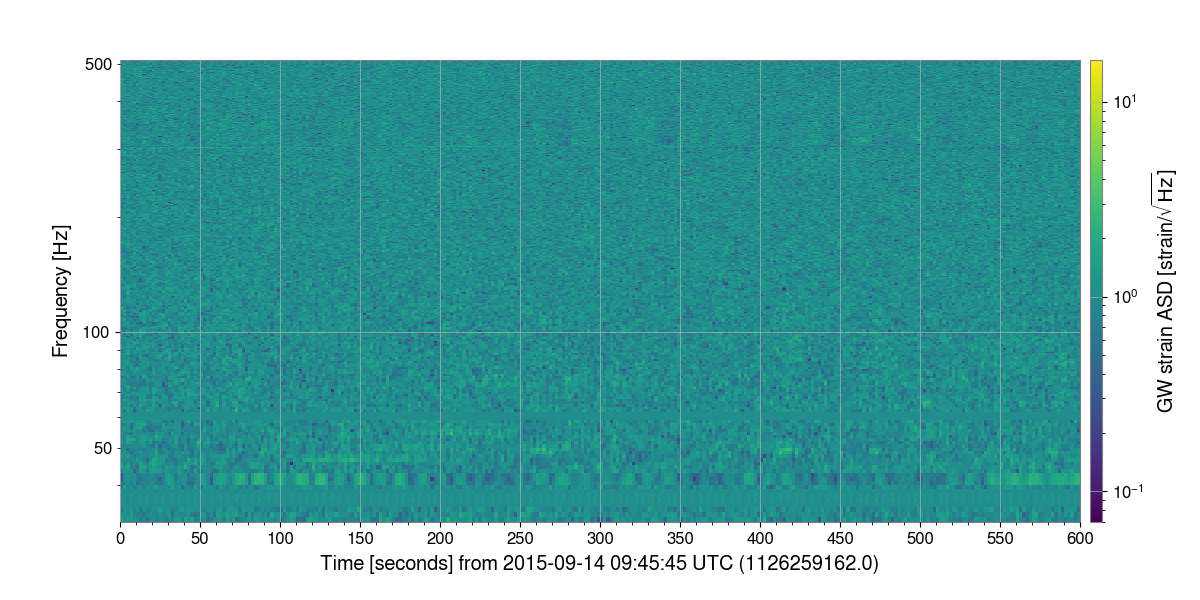 500
100
50
0 50 100 150 200 250 300 350 400 450 500 550 600
Time [seconds] from 2015-09-14 09:45:45 UTC (1126259162.0)
Frequency [Hz]
10¹
10⁰
10⁻¹
GW strain ASD [strain/√Hz]